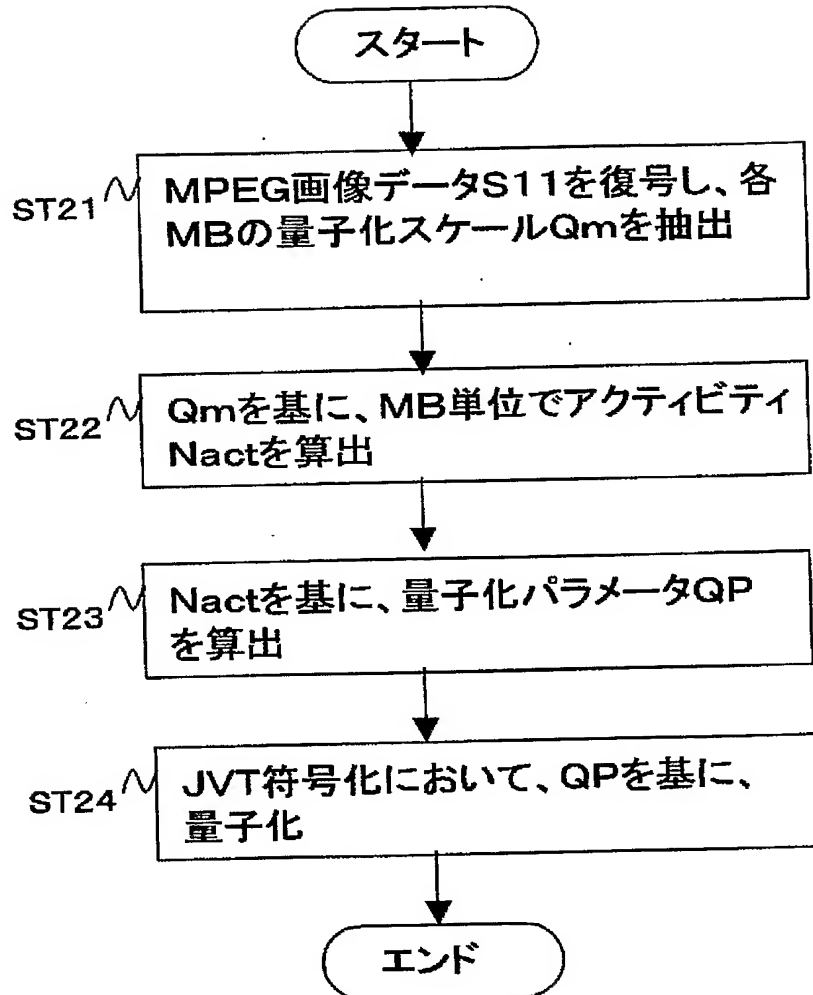 スタート
ST21
MPEG画像データS11を復号し、各
MBの量子化スケールQmを抽出
ST22
Qmを基に、MB単位でアクティビティ
Nactを算出
ST23
Nactを基に、量子化パラメータQP
を算出
ST24
JVT符号化において、QPを基に、
量子化
エンド